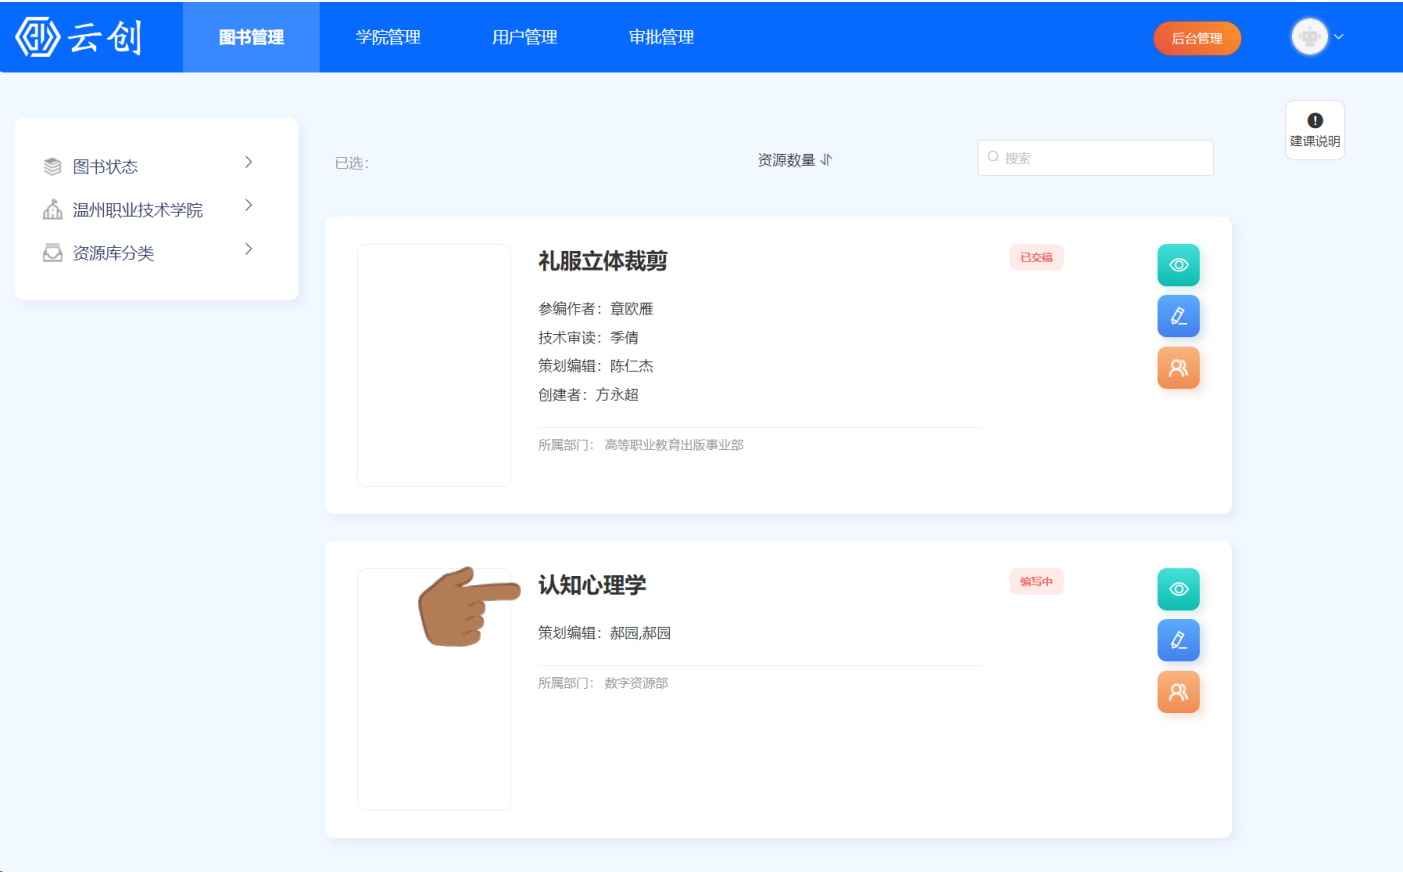 云创
图书管理
学院管理
用户管理
审批管理
后台管理
建课说明
图书状态
温州职业技术学院
资源库分类
已选：
资源数量
搜索
礼服立体裁剪
已交稿
参编作者：章欧雁
技术审读：季倩
策划编辑：陈仁杰
创建者：方永超
所属部门： 高等职业教育出版事业部
认知心理学
编写中
策划编辑：郝园,郝园
所属部门： 数字资源部